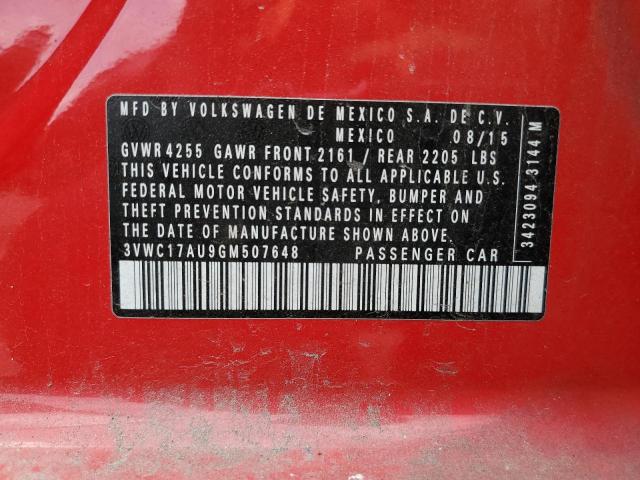 MFD BY VOLKSWAGEN DE MEXICO S.A. DE C.V.
MEXICO 08/15
GVWR 4255 GAWR FRONT 2161 / REAR 2205 LBS
THIS VEHICLE CONFORMS TO ALL APPLICABLE U.S.
FEDERAL MOTOR VEHICLE SAFETY, BUMPER AND
THEFT PREVENTION STANDARDS IN EFFECT ON
THE DATE OF MANUFACTURE SHOWN ABOVE.
3VWC17AU9GM507648 PASSENGER CAR
3423094 3144 M